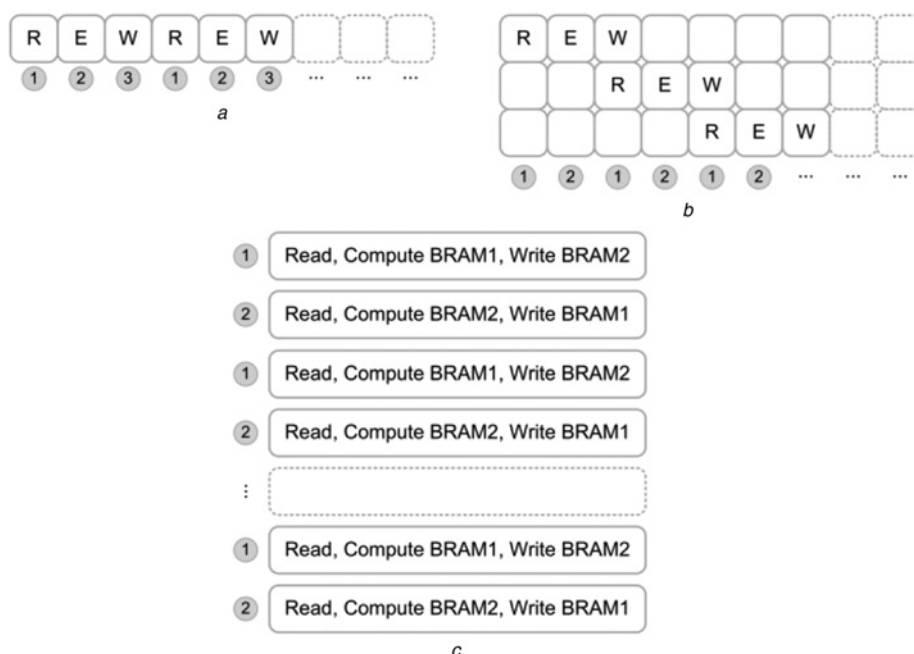 R E W R E W
1 2 3 1 2 3 ... ... ...
a
R E W
R E W
R E W
1 2 1 2 1 2 ... ... ...
b
1 Read, Compute BRAM1, Write BRAM2
2 Read, Compute BRAM2, Write BRAM1
1 Read, Compute BRAM1, Write BRAM2
2 Read, Compute BRAM2, Write BRAM1
⋮
1 Read, Compute BRAM1, Write BRAM2
2 Read, Compute BRAM2, Write BRAM1
c